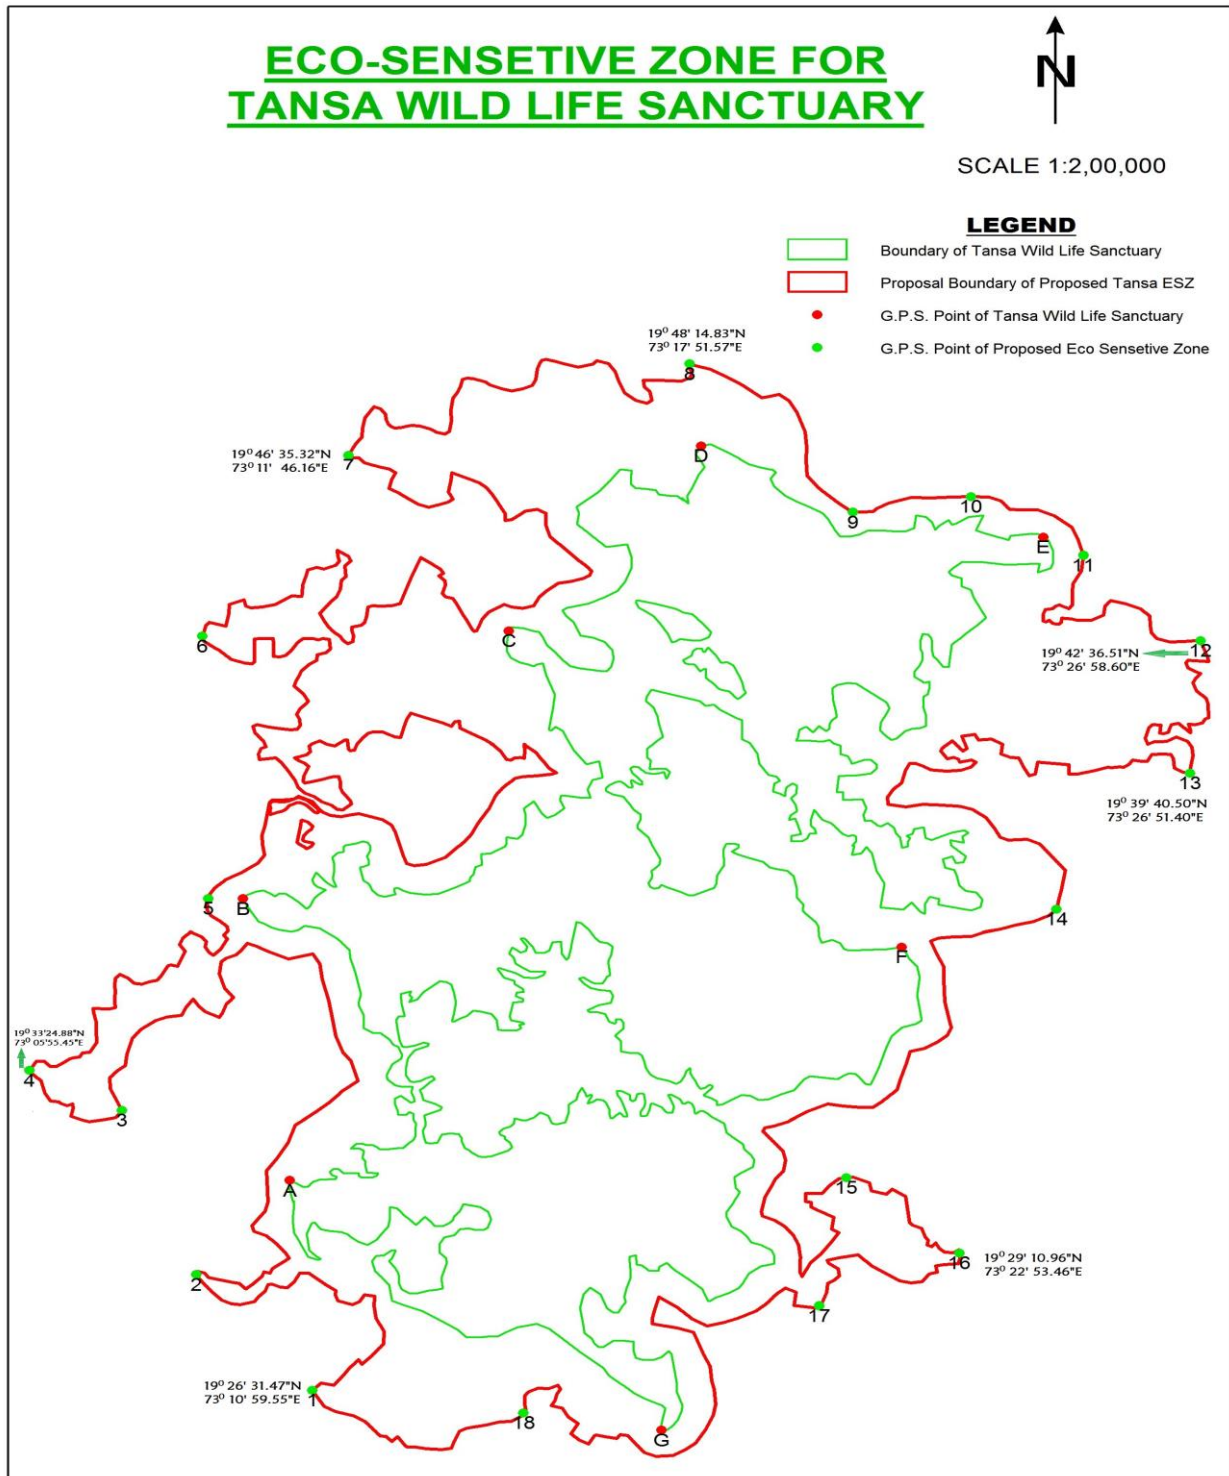 ECO-SENSETIVE ZONE FOR
TANSA WILD LIFE SANCTUARY
N
SCALE 1:2,00,000
LEGEND
Boundary of Tansa Wild Life Sanctuary
Proposal Boundary of Proposed Tansa ESZ
G.P.S. Point of Tansa Wild Life Sanctuary
G.P.S. Point of Proposed Eco Sensetive Zone
19⁰ 48' 14.83"N
73⁰ 17' 51.57"E
8
D
19⁰ 46' 35.32"N
73⁰ 11' 46.16"E
7
9
10
E
11
6
C
12
19⁰ 42' 36.51"N
73⁰ 26' 58.60"E
13
19⁰ 39' 40.50"N
73⁰ 26' 51.40"E
5
B
14
F
19⁰ 33'24.88"N
73⁰ 05'55.45"E
4
3
A
15
16
19⁰ 29' 10.96"N
73⁰ 22' 53.46"E
2
17
19⁰ 26' 31.47"N
73⁰ 10' 59.55"E
1
18
G